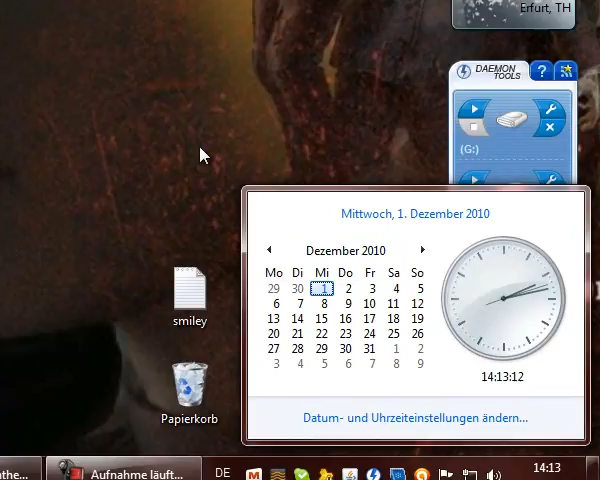 Erfurt, TH
DAEMON
TOOLS
?
(G:)
Mittwoch, 1. Dezember 2010
Dezember 2010
Mo Di Mi Do Fr Sa So
29 30 1 2 3 4 5
6 7 8 9 10 11 12
13 14 15 16 17 18 19
20 21 22 23 24 25 26
27 28 29 30 31 1 2
3 4 5 6 7 8 9
14:13:12
Datum- und Uhrzeiteinstellungen ändern...
smiley
Papierkorb
nthe...
Aufnahme läuft...
DE
14:13